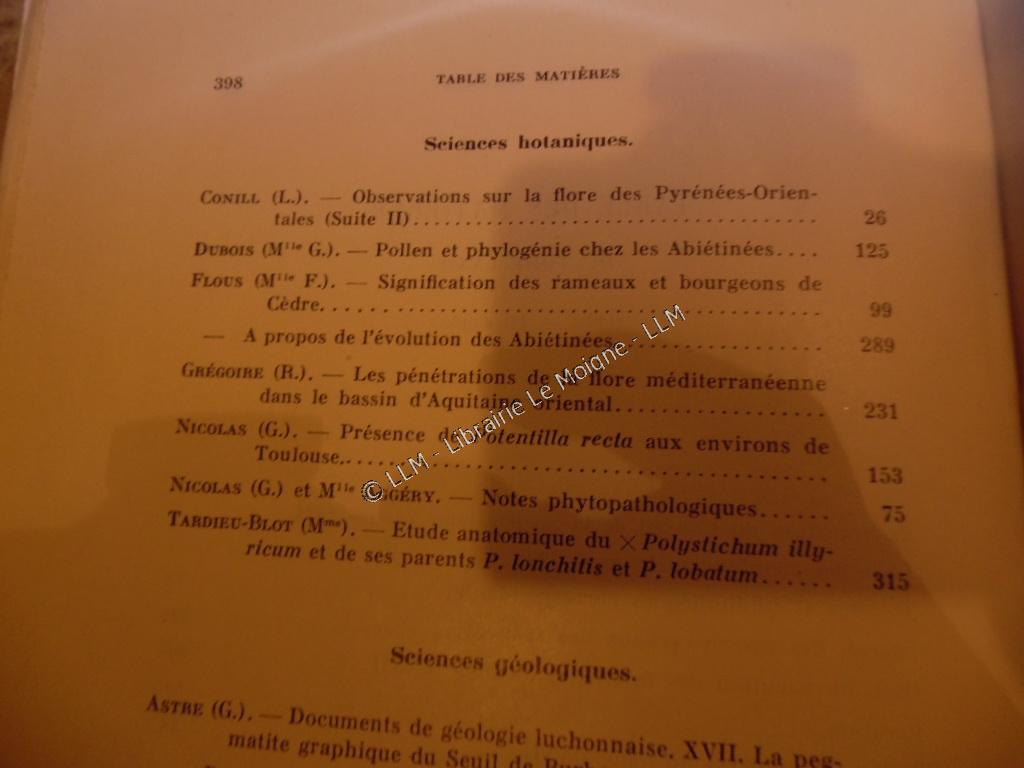 398 TABLE DES MATIÈRES
Sciences botaniques.
CONILL (L.). — Observations sur la flore des Pyrénées-Orien-
tales (Suite II)........................................ 26
DUBOIS (Mlle G.). — Pollen et phylogénie chez les Abiétinées.... 125
FLOUS (Mlle F.). — Signification des rameaux et bourgeons de
Cèdre................................................ 99
— A propos de l'évolution des Abiétinées.................... 289
GRÉGOIRE (R.). — Les pénétrations de la flore méditerranéenne
dans le bassin d'Aquitaine oriental.................... 231
NICOLAS (G.). — Présence de Potentilla recta aux environs de
Toulouse.............................................. 153
NICOLAS (G.) et Mlle AGGÉRY. — Notes phytopathologiques...... 75
TARDIEU-BLOT (Mme). — Etude anatomique du × Polystichum illy-
ricum et de ses parents P. lonchitis et P. lobatum...... 315
Sciences géologiques.
ASTRE (G.). — Documents de géologie luchonnaise. XVII. La peg-
matite graphique du Seuil de
© LLM - Librairie Le Moigne - LLM